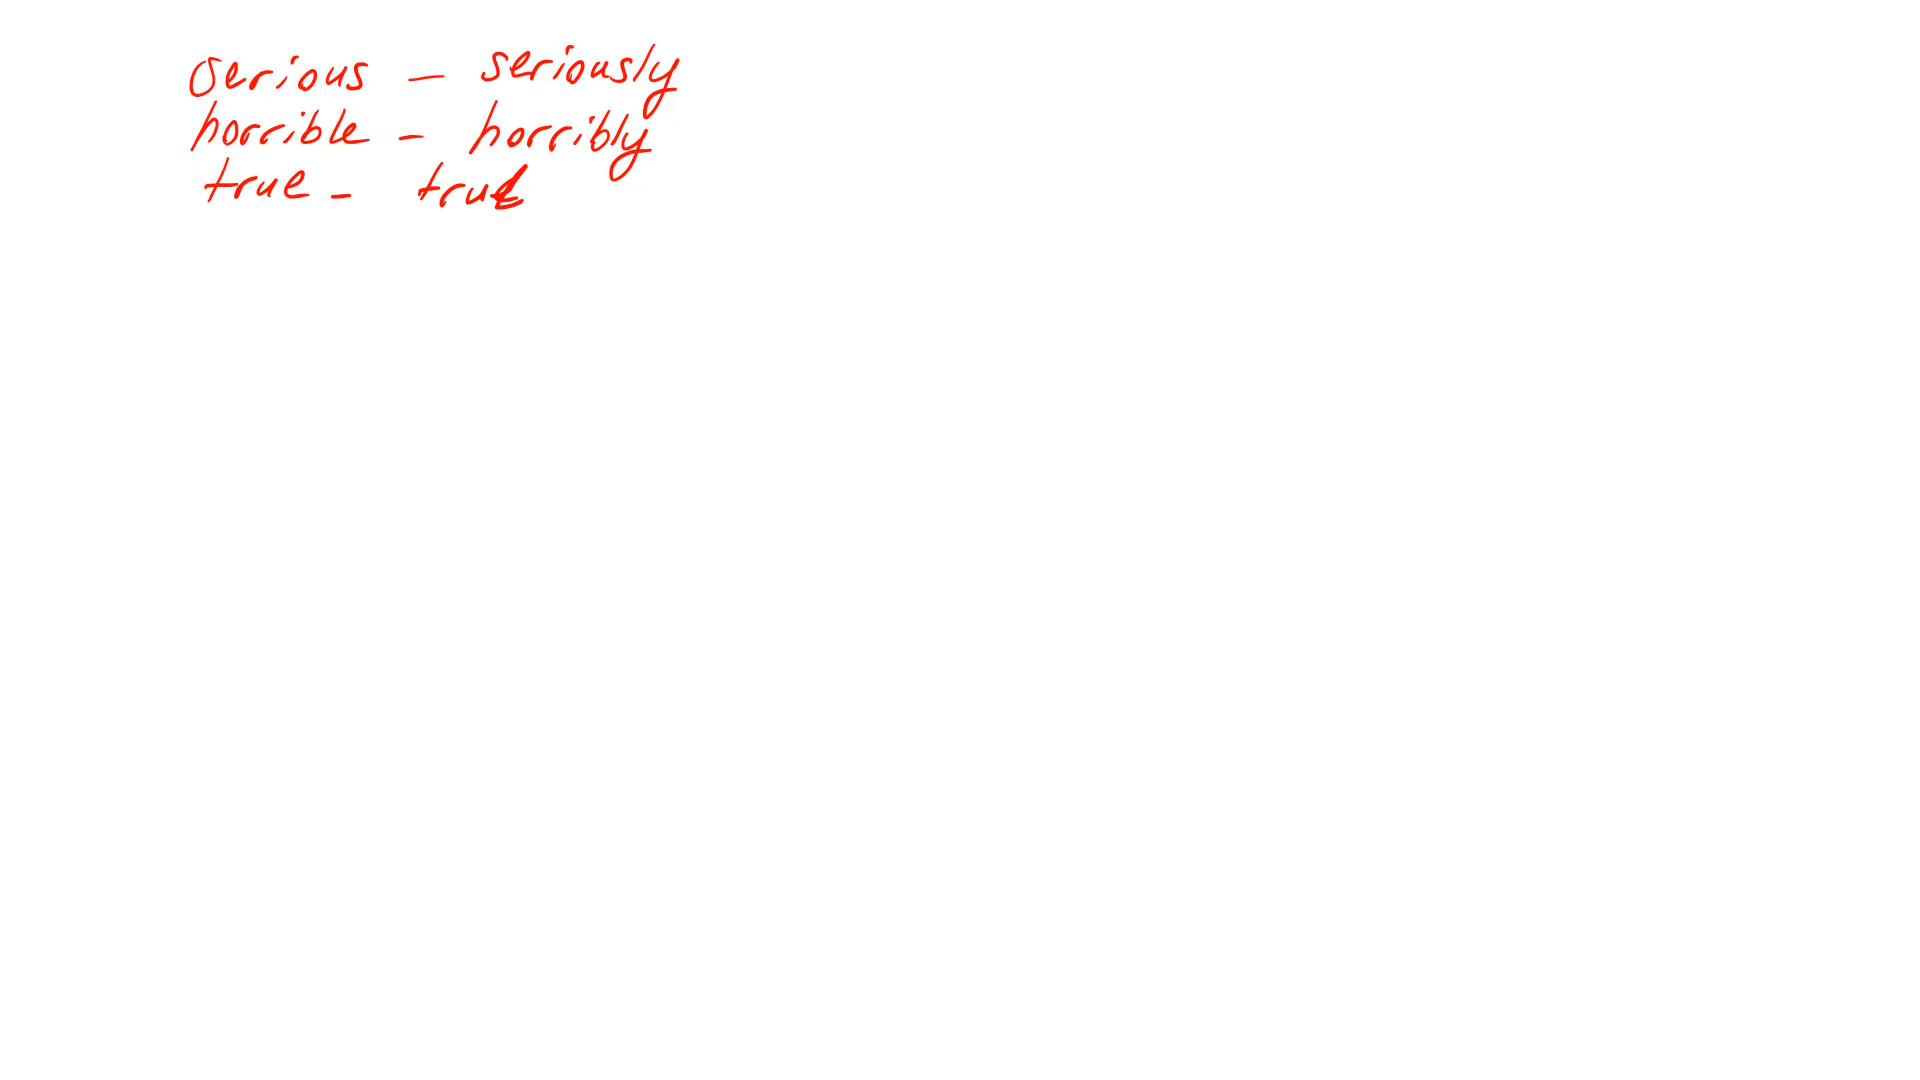 serious - seriously
horrible - horribly
true - true